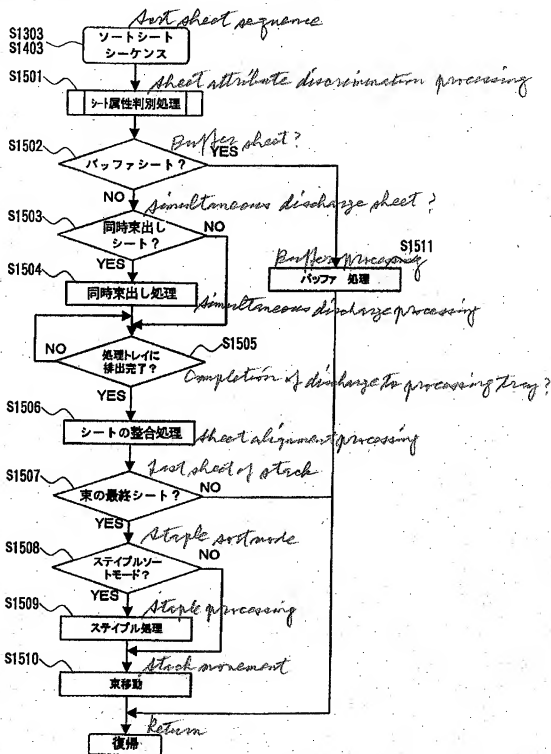 Sort sheet sequence
S1303
S1403
ソートシート
シーケンス
S1501
sheet attribute discrimination processing
シート属性判別処理
S1502
Buffer sheet?
YES
バッファシート？
NO
S1503
simultaneous discharge sheet?
同時束出し
シート？
NO
YES
S1511
Buffer processing
バッファ 処理
S1504
同時束出し処理
simultaneous discharge processing
S1505
処理トレイに
排出完了？
NO
Completion of discharge to processing tray?
YES
S1506
シートの整合処理
sheet alignment processing
S1507
Last sheet of stack
束の最終シート？
NO
YES
S1508
Staple sort mode
ステイプルソー
トモード？
NO
YES
S1509
Staple processing
ステイプル処理
S1510
Stack movement
束移動
Return
復帰